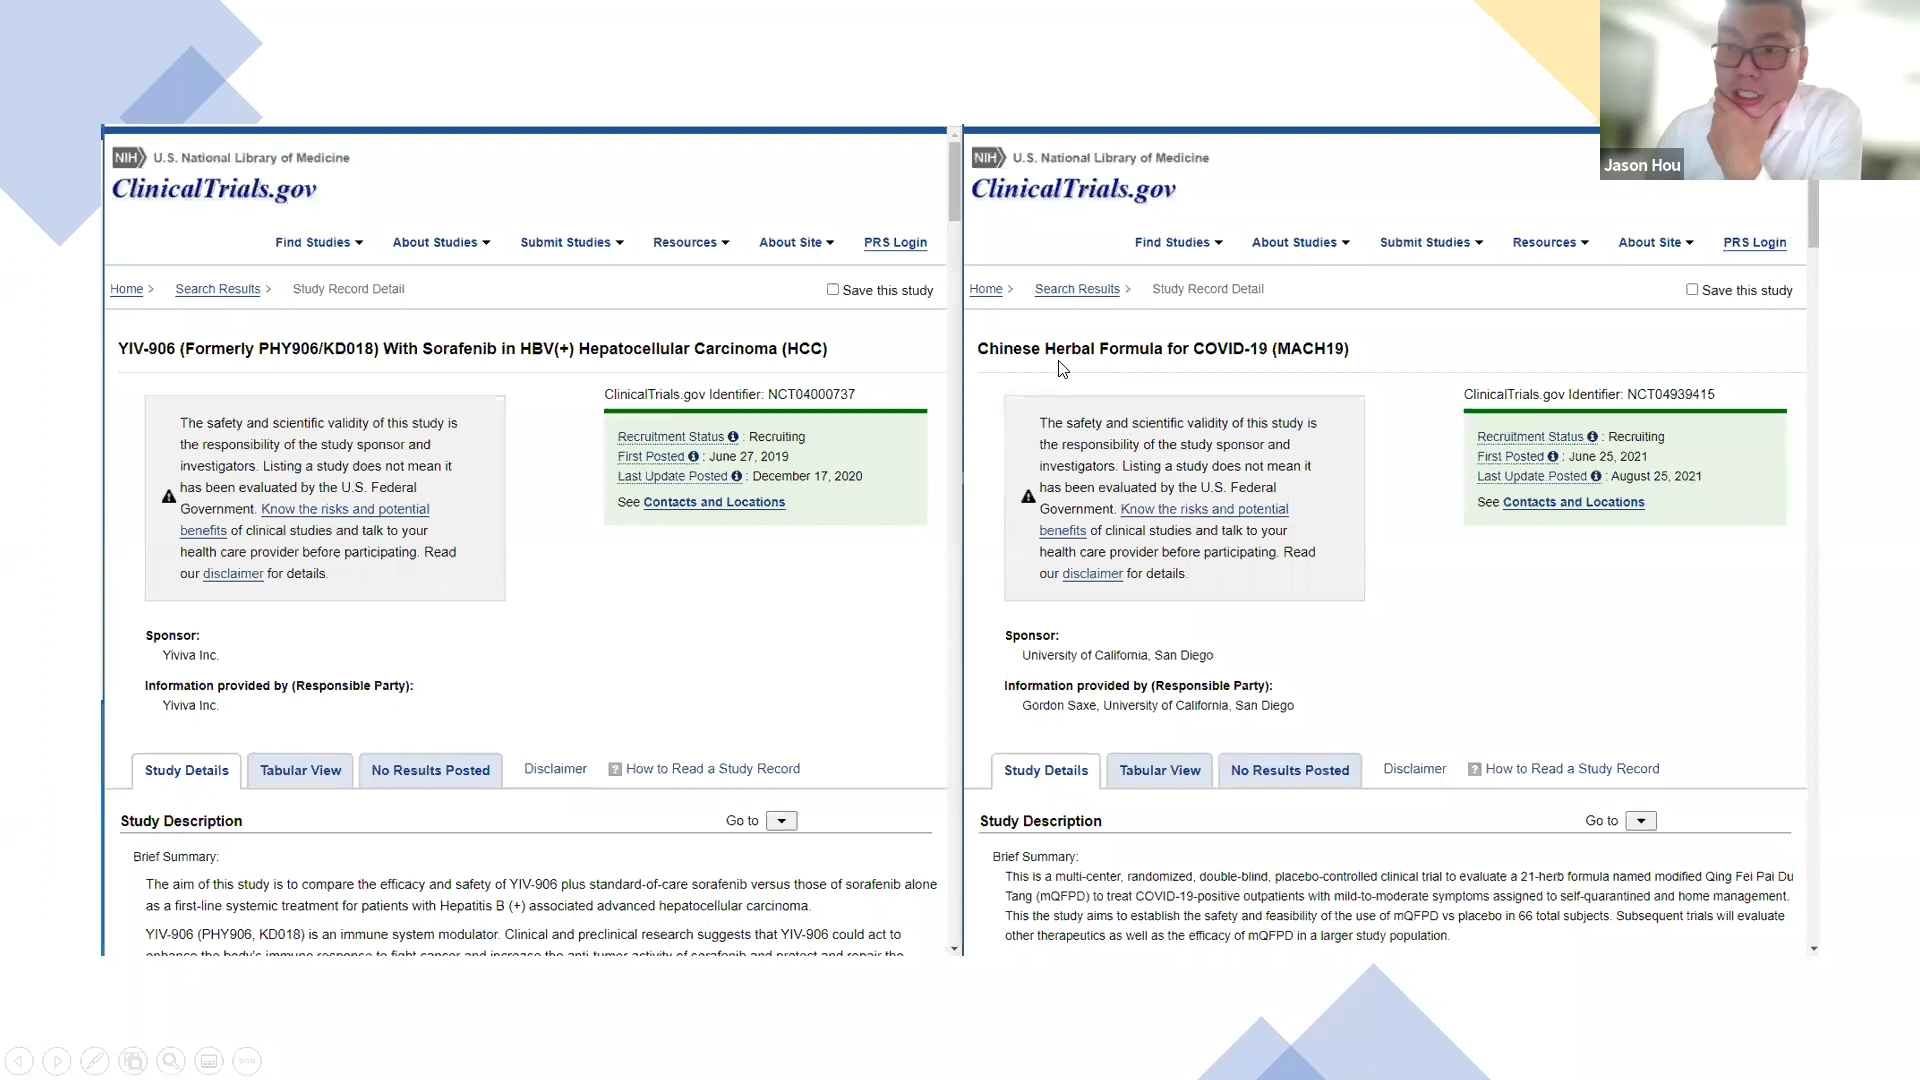 NIH U.S. National Library of Medicine
ClinicalTrials.gov
Find Studies About Studies Submit Studies Resources About Site PRS Login
Home > Search Results > Study Record Detail
Save this study
YIV-906 (Formerly PHY906/KD018) With Sorafenib in HBV(+) Hepatocellular Carcinoma (HCC)
The safety and scientific validity of this study is
the responsibility of the study sponsor and
investigators. Listing a study does not mean it
has been evaluated by the U.S. Federal
Government. Know the risks and potential
benefits of clinical studies and talk to your
health care provider before participating. Read
our disclaimer for details.
ClinicalTrials.gov Identifier: NCT04000737
Recruitment Status : Recruiting
First Posted : June 27, 2019
Last Update Posted : December 17, 2020
See Contacts and Locations
Sponsor:
Yiviva Inc.
Information provided by (Responsible Party):
Yiviva Inc.
Study Details Tabular View No Results Posted Disclaimer ? How to Read a Study Record
Study Description
Go to
Brief Summary:
The aim of this study is to compare the efficacy and safety of YIV-906 plus standard-of-care sorafenib versus those of sorafenib alone
as a first-line systemic treatment for patients with Hepatitis B (+) associated advanced hepatocellular carcinoma.
YIV-906 (PHY906, KD018) is an immune system modulator. Clinical and preclinical research suggests that YIV-906 could act to
enhance the body's immune response to fight cancer and increase the anti-tumor activity of sorafenib and protect and repair the
NIH U.S. National Library of Medicine
ClinicalTrials.gov
Find Studies About Studies Submit Studies Resources About Site PRS Login
Home > Search Results > Study Record Detail
Save this study
Chinese Herbal Formula for COVID-19 (MACH19)
The safety and scientific validity of this study is
the responsibility of the study sponsor and
investigators. Listing a study does not mean it
has been evaluated by the U.S. Federal
Government. Know the risks and potential
benefits of clinical studies and talk to your
health care provider before participating. Read
our disclaimer for details.
ClinicalTrials.gov Identifier: NCT04939415
Recruitment Status : Recruiting
First Posted : June 25, 2021
Last Update Posted : August 25, 2021
See Contacts and Locations
Sponsor:
University of California, San Diego
Information provided by (Responsible Party):
Gordon Saxe, University of California, San Diego
Study Details Tabular View No Results Posted Disclaimer ? How to Read a Study Record
Study Description
Go to
Brief Summary:
This is a multi-center, randomized, double-blind, placebo-controlled clinical trial to evaluate a 21-herb formula named modified Qing Fei Pai Du
Tang (mQFPD) to treat COVID-19-positive outpatients with mild-to-moderate symptoms assigned to self-quarantined and home management.
This the study aims to establish the safety and feasibility of the use of mQFPD vs placebo in 66 total subjects. Subsequent trials will evaluate
other therapeutics as well as the efficacy of mQFPD in a larger study population.
Jason Hou